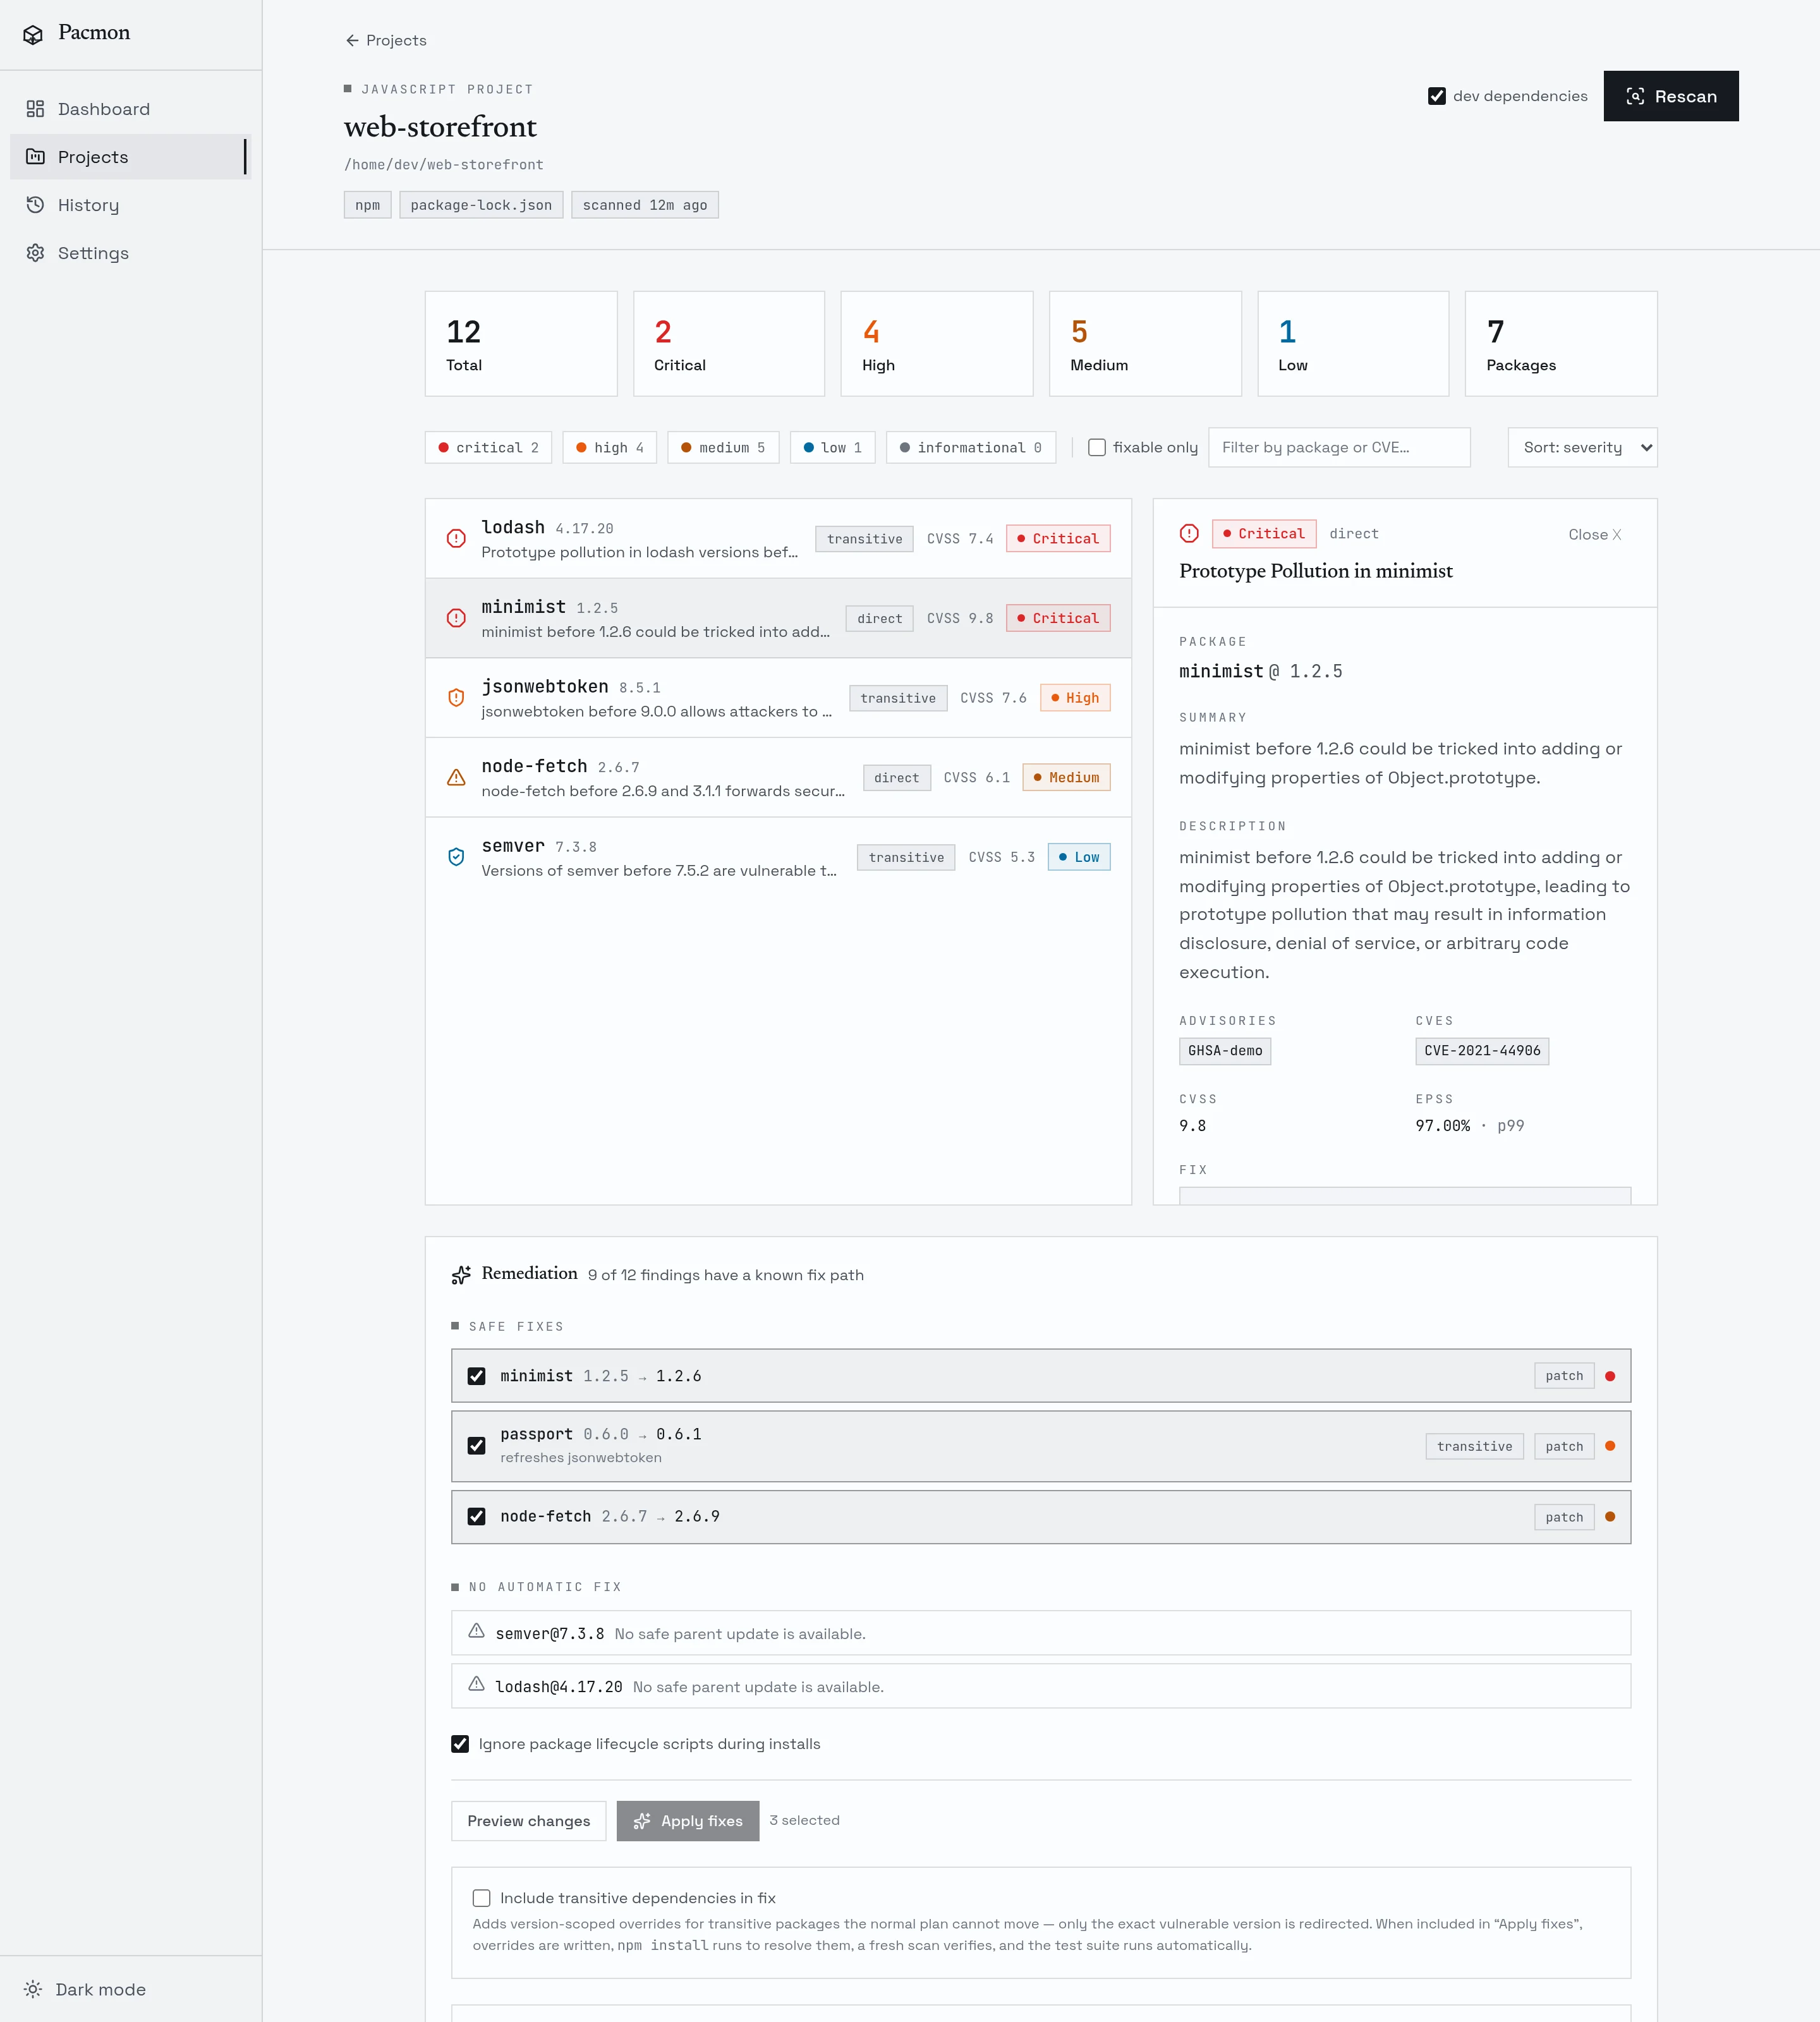 Pacmon
Dashboard
Projects
History
Settings
Dark mode
← Projects
JAVASCRIPT PROJECT
web-storefront
/home/dev/web-storefront
npm package-lock.json scanned 12m ago
dev dependencies
Rescan
12
Total
2
Critical
4
High
5
Medium
1
Low
7
Packages
critical 2
high 4
medium 5
low 1
informational 0
fixable only
Filter by package or CVE…
Sort: severity
lodash 4.17.20
Prototype pollution in lodash versions bef…
transitive CVSS 7.4 Critical
minimist 1.2.5
minimist before 1.2.6 could be tricked into add…
direct CVSS 9.8 Critical
jsonwebtoken 8.5.1
jsonwebtoken before 9.0.0 allows attackers to …
transitive CVSS 7.6 High
node-fetch 2.6.7
node-fetch before 2.6.9 and 3.1.1 forwards secur…
direct CVSS 6.1 Medium
semver 7.3.8
Versions of semver before 7.5.2 are vulnerable t…
transitive CVSS 5.3 Low
Critical direct
Close X
Prototype Pollution in minimist
PACKAGE
minimist @ 1.2.5
SUMMARY
minimist before 1.2.6 could be tricked into adding or
modifying properties of Object.prototype.
DESCRIPTION
minimist before 1.2.6 could be tricked into adding or
modifying properties of Object.prototype, leading to
prototype pollution that may result in information
disclosure, denial of service, or arbitrary code
execution.
ADVISORIES
GHSA-demo
CVES
CVE-2021-44906
CVSS
9.8
EPSS
97.00% · p99
FIX
Remediation 9 of 12 findings have a known fix path
SAFE FIXES
minimist 1.2.5 → 1.2.6
patch
passport 0.6.0 → 0.6.1
refreshes jsonwebtoken
transitive patch
node-fetch 2.6.7 → 2.6.9
patch
NO AUTOMATIC FIX
semver@7.3.8 No safe parent update is available.
lodash@4.17.20 No safe parent update is available.
Ignore package lifecycle scripts during installs
Preview changes
Apply fixes
3 selected
Include transitive dependencies in fix
Adds version-scoped overrides for transitive packages the normal plan cannot move — only the exact vulnerable version is redirected. When included in “Apply fixes”,
overrides are written, npm install runs to resolve them, a fresh scan verifies, and the test suite runs automatically.